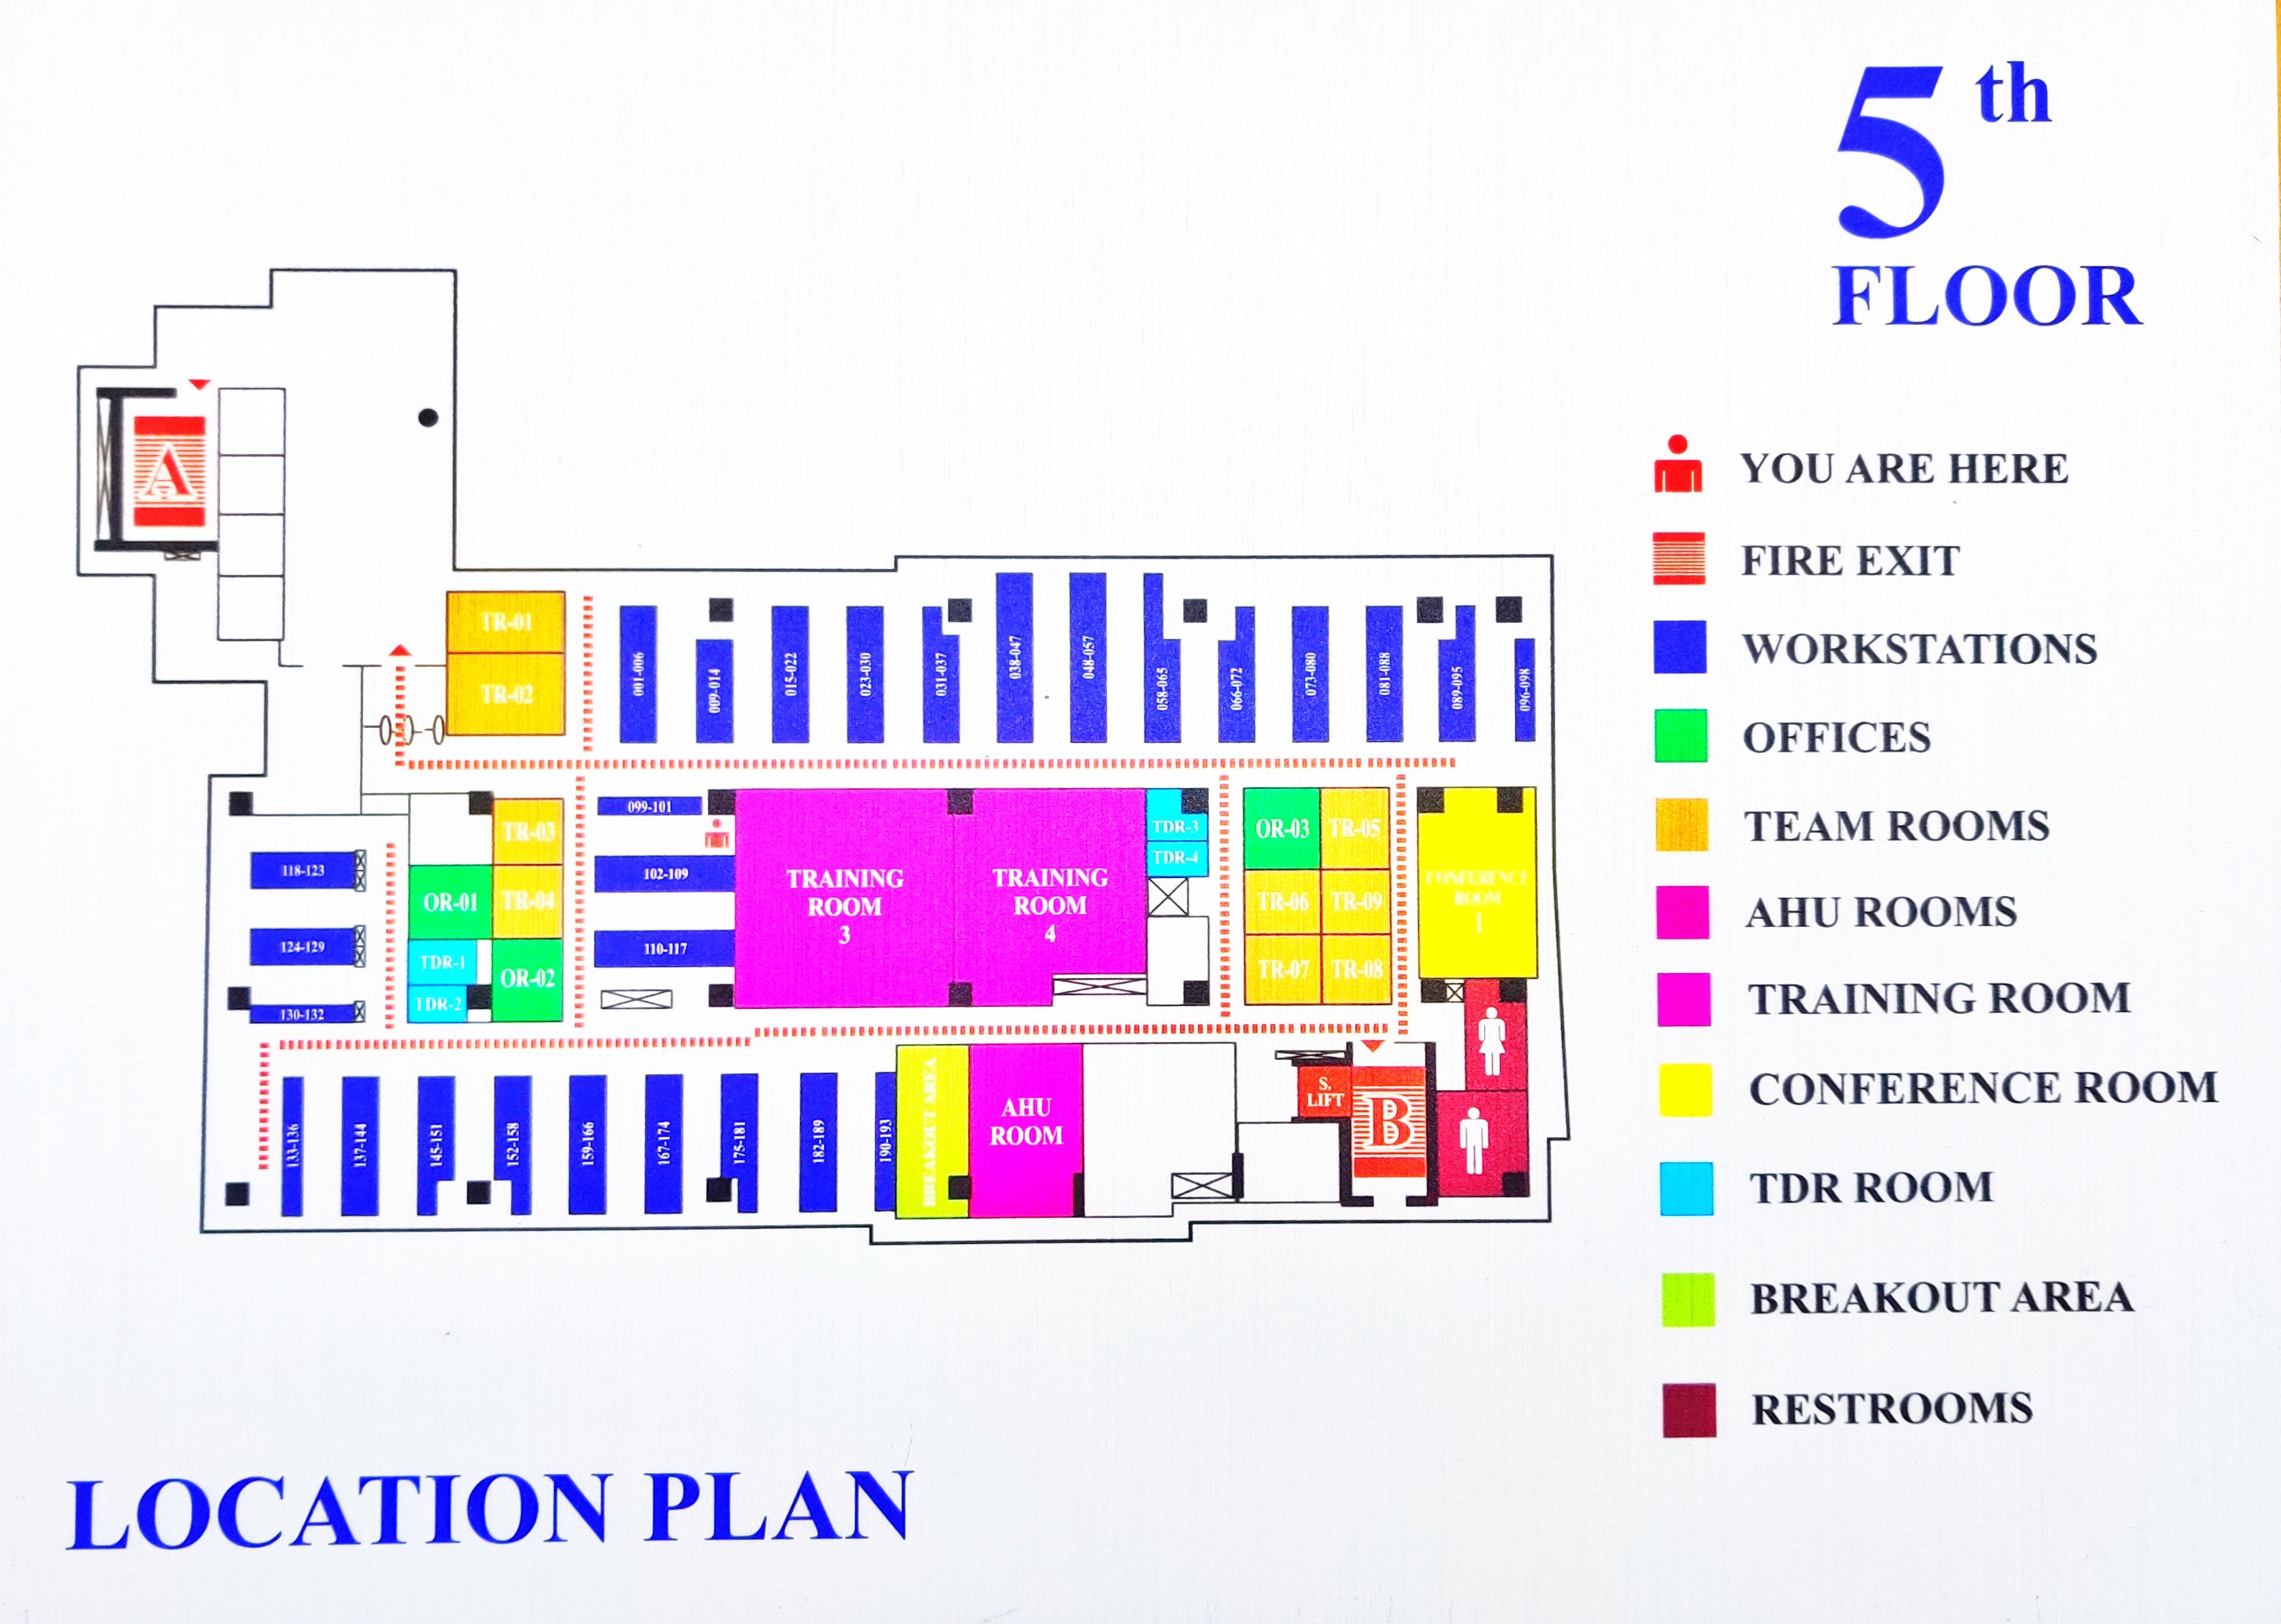 5 th
FLOOR
YOU ARE HERE
FIRE EXIT
WORKSTATIONS
OFFICES
TEAM ROOMS
AHU ROOMS
TRAINING ROOM
CONFERENCE ROOM
TDR ROOM
BREAKOUT AREA
RESTROOMS
A
TR-01
TR-02
001-006
009-014
015-022
023-030
031-037
038-047
048-057
058-065
066-072
073-080
081-088
089-095
096-098
099-101
102-109
110-117
118-123
124-129
130-132
TR-03
OR-01
TR-04
TDR-1
TDR-2
OR-02
TRAINING
ROOM
3
TRAINING
ROOM
4
TDR-3
TDR-4
OR-03
TR-05
TR-06
TR-09
TR-07
TR-08
CONFERENCE
ROOM
1
133-136
137-144
145-151
152-158
159-166
167-174
175-181
182-189
190-193
BREAKOUT AREA
AHU
ROOM
S.
LIFT
B
LOCATION PLAN